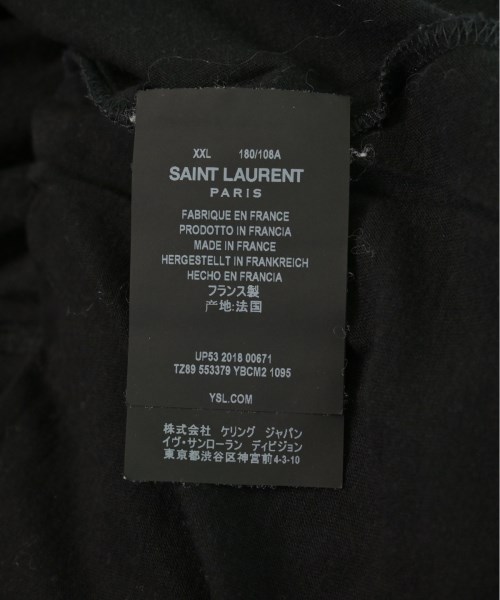 XXL 180/108A
SAINT LAURENT
PARIS
FABRIQUE EN FRANCE
PRODOTTO IN FRANCIA
MADE IN FRANCE
HERGESTELLT IN FRANKREICH
HECHO EN FRANCIA
フランス製
产地:法国
UP53 2018 00671
TZ89 553379 YBCM2 1095
YSL.COM
株式会社 ケリング ジャパン
イヴ・サンローラン ディビジョン
東京都渋谷区神宮前4-3-10